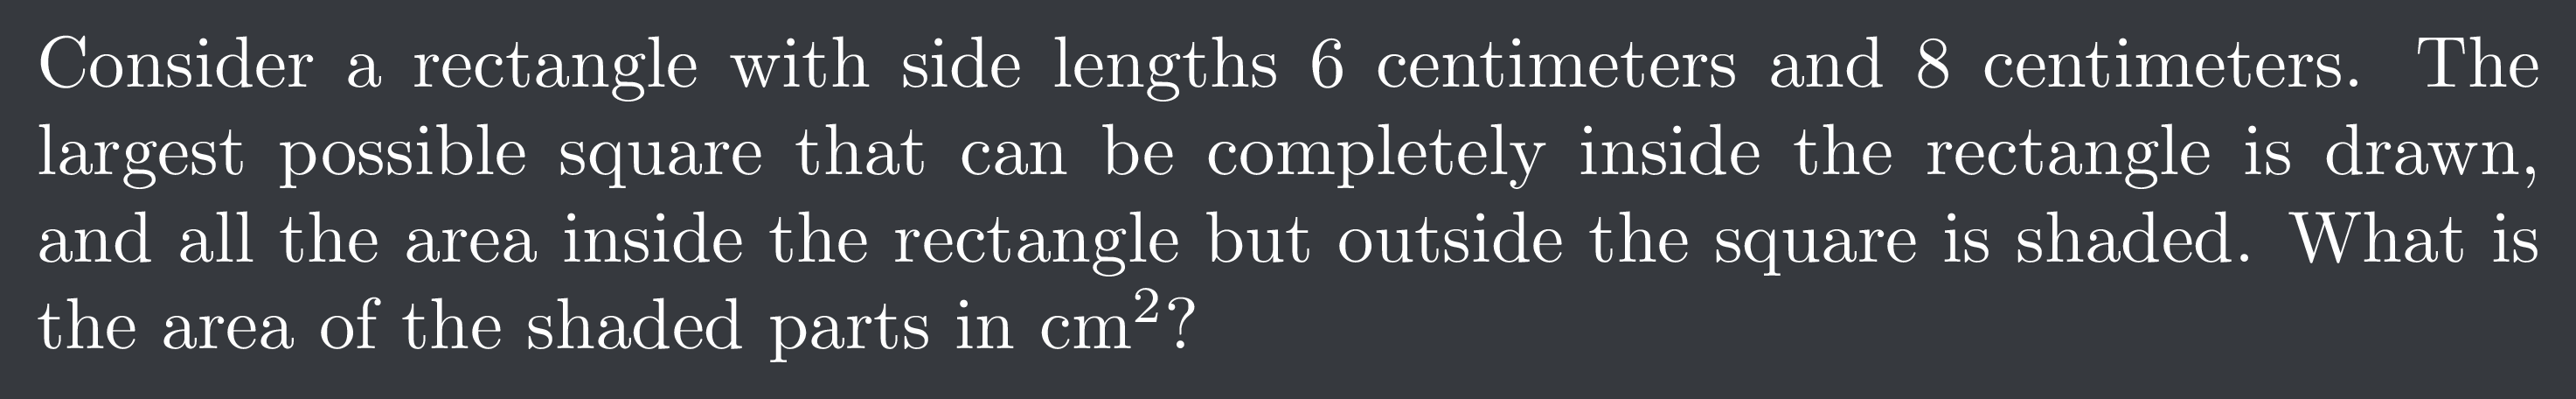 Consider a rectangle with side lengths 6 centimeters and 8 centimeters. The
largest possible square that can be completely inside the rectangle is drawn,
and all the area inside the rectangle but outside the square is shaded. What is
the area of the shaded parts in cm²?